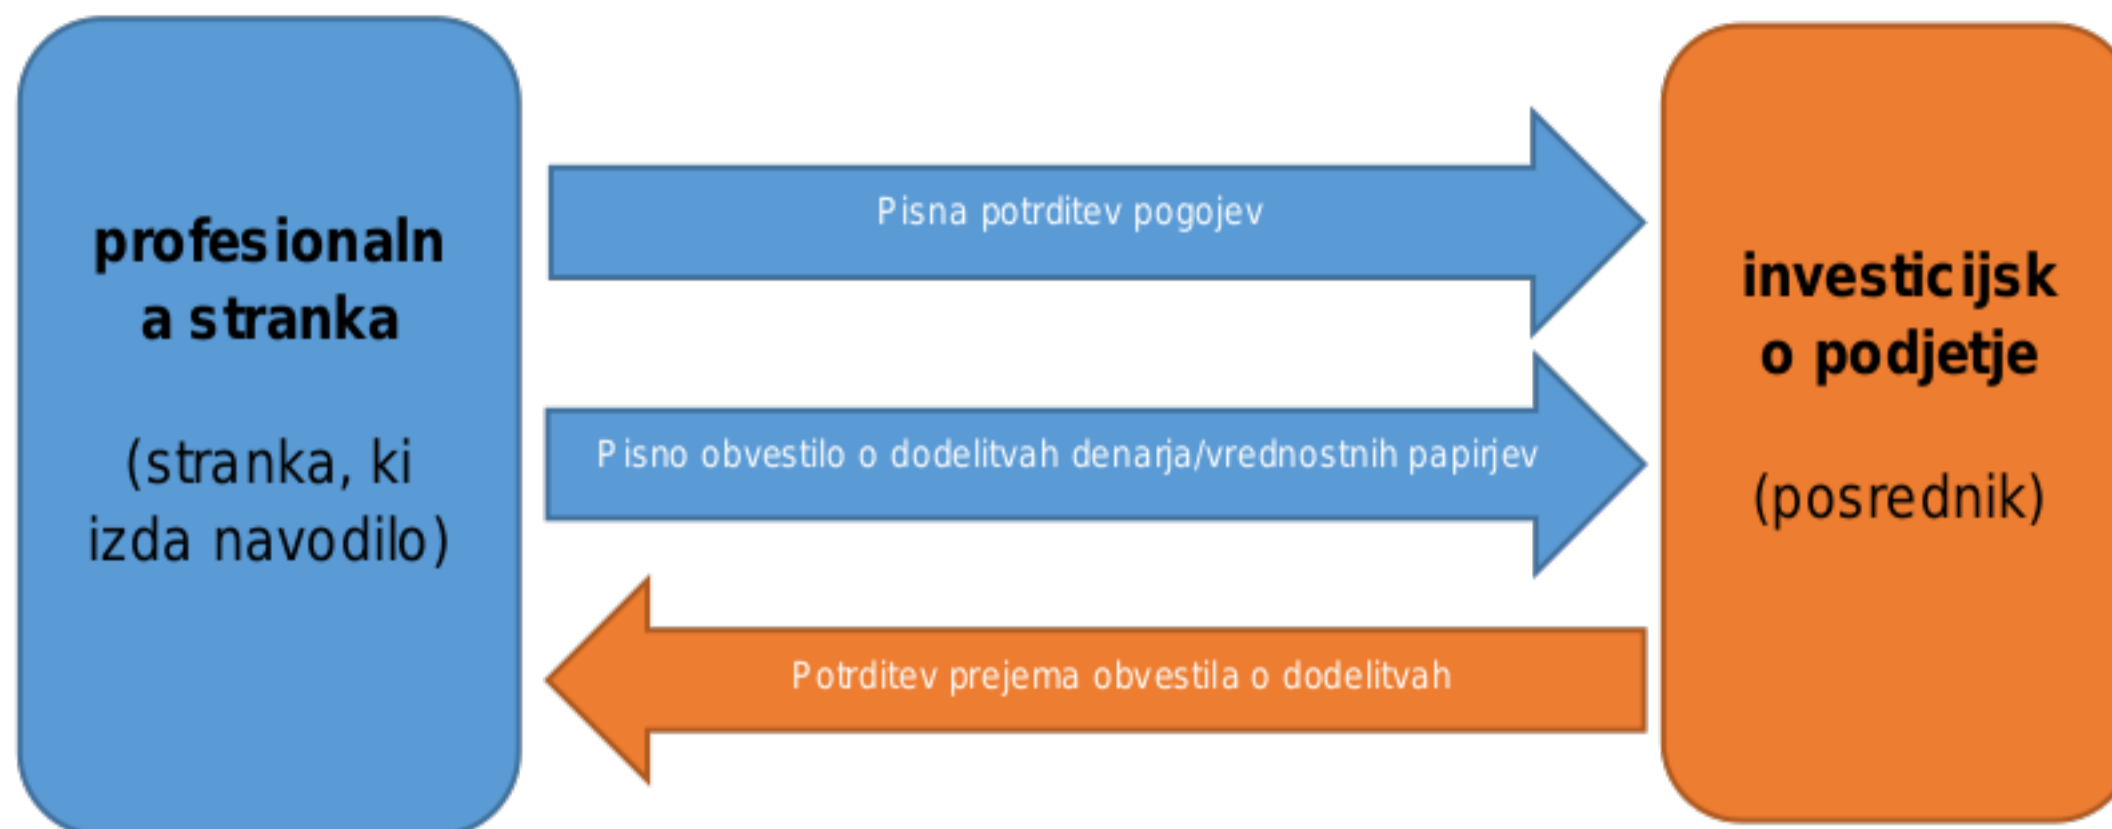 profesionaln
a stranka
(stranka, ki
izda navodilo)
Pisna potrditev pogojev
Pisno obvestilo o dodelitvah denarja/vrednostnih papirjev
Potrditev prejema obvestila o dodelitvah
investicijsk
o podjetje
(posrednik)